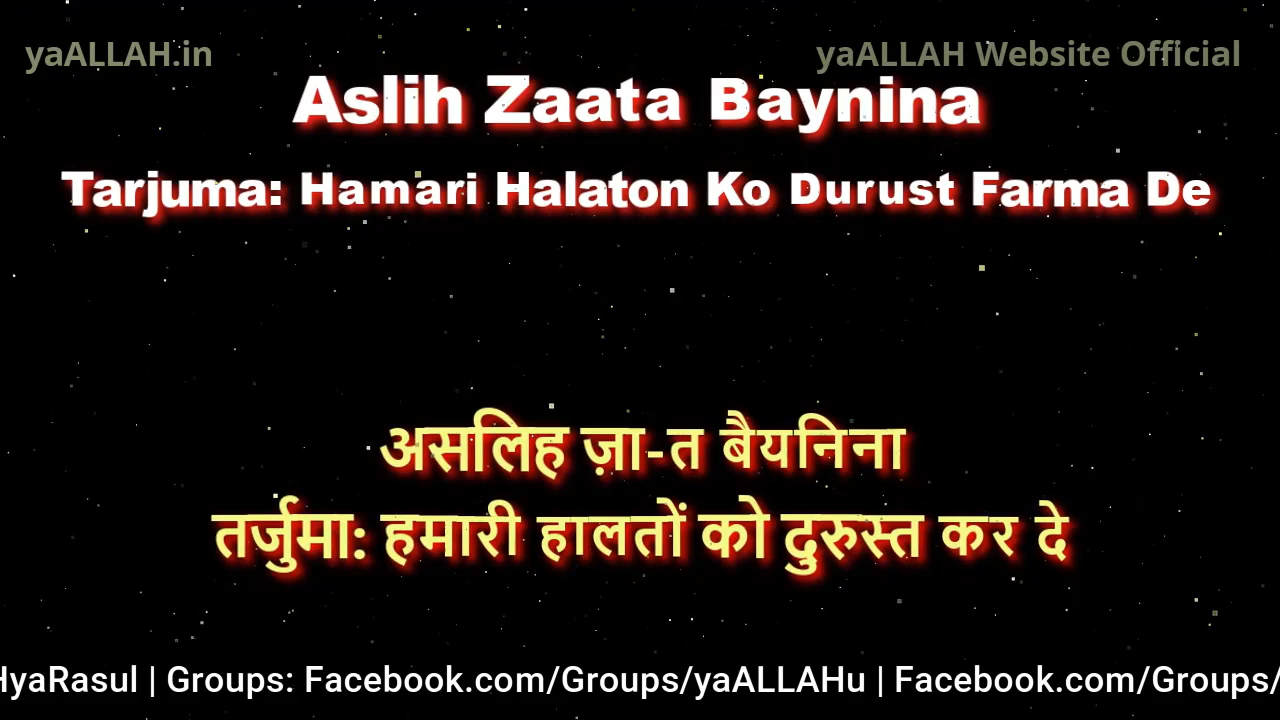 yaALLAH.in
yaALLAH Website Official
Aslih Zaata Baynina
Tarjuma: Hamari Halaton Ko Durust Farma De
असलिह ज़ा-त बैयनिना
तर्जुमा: हमारी हालतों को दुरुस्त कर दे
HyaRasul | Groups: Facebook.com/Groups/yaALLAHu | Facebook.com/Groups/